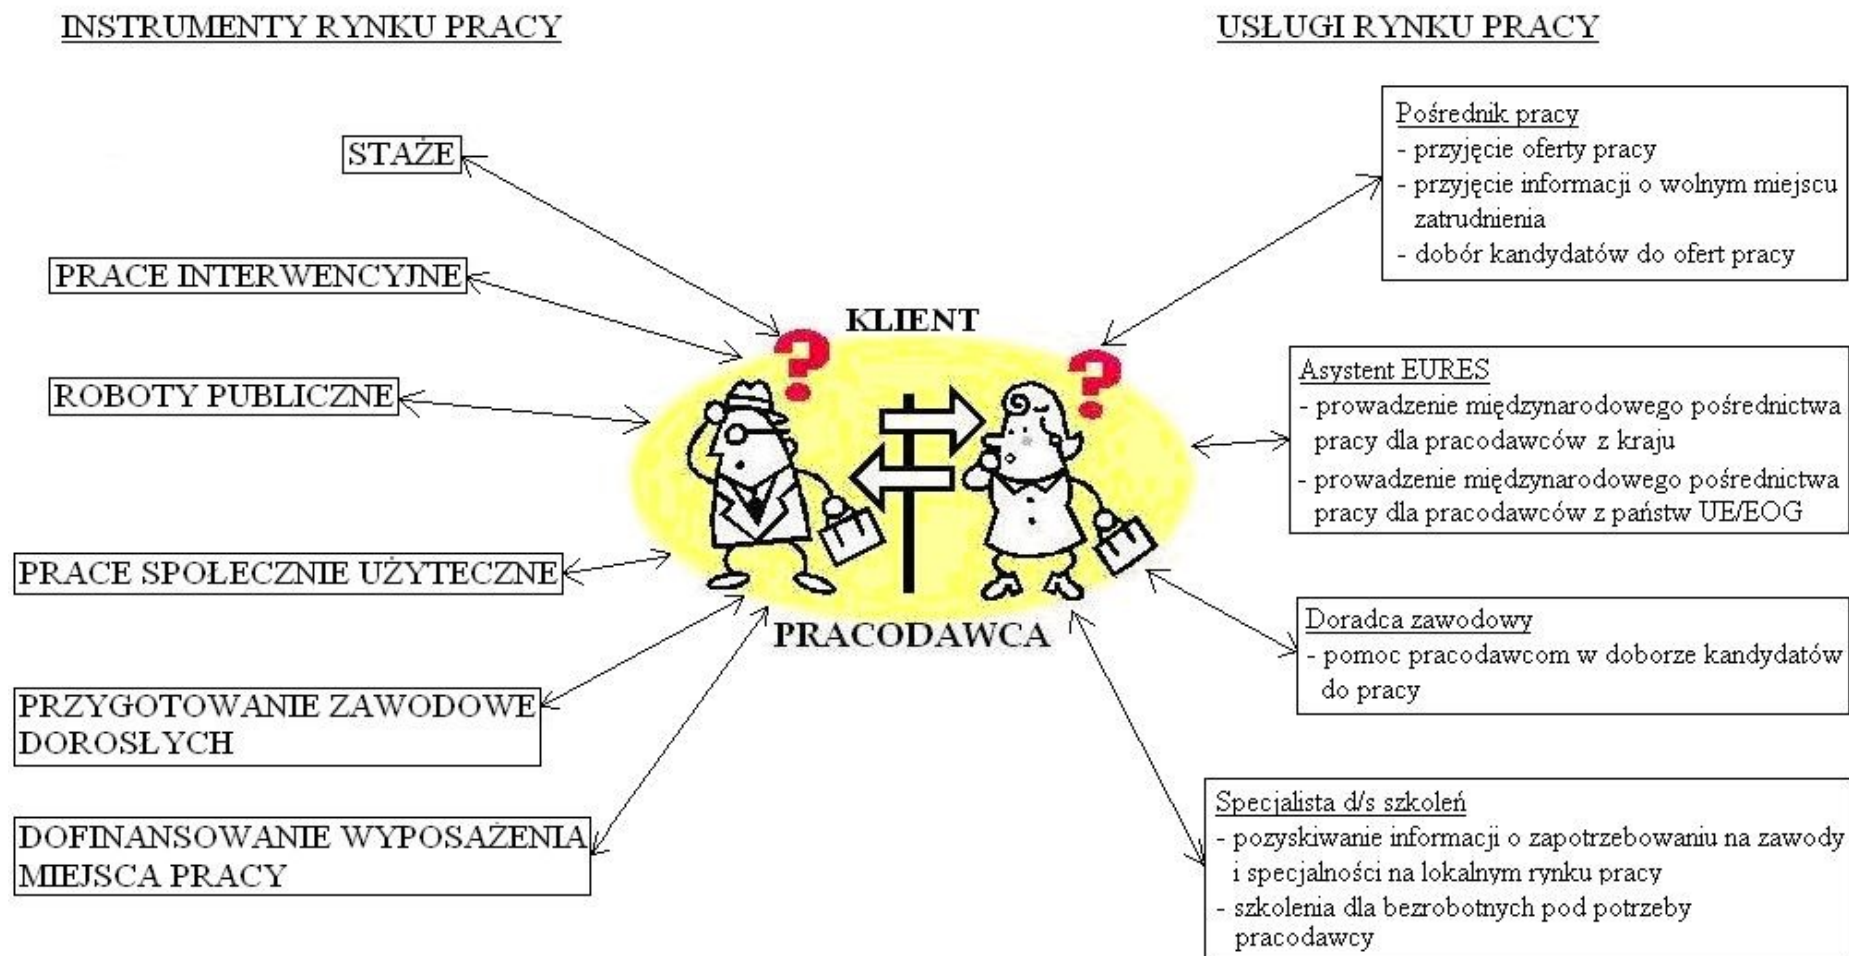 INSTRUMENTY RYNKU PRACY
STAŻE
PRACE INTERWENCYJNE
ROBOTY PUBLICZNE
PRACE SPOŁECZNIE UŻYTECZNE
PRZYGOTOWANIE ZAWODOWE
DOROSŁYCH
DOFINANSOWANIE WYPOSAŻENIA
MIEJSCA PRACY
KLIENT
? ?
PRACODAWCA
USŁUGI RYNKU PRACY
Pośrednik pracy
- przyjęcie oferty pracy
- przyjęcie informacji o wolnym miejscu
zatrudnienia
- dobór kandydatów do ofert pracy
Asystent EURES
- prowadzenie międzynarodowego pośrednictwa
pracy dla pracodawców z kraju
- prowadzenie międzynarodowego pośrednictwa
pracy dla pracodawców z państw UE/EOG
Doradca zawodowy
- pomoc pracodawcom w doborze kandydatów
do pracy
Specjalista d/s szkoleń
- pozyskiwanie informacji o zapotrzebowaniu na zawody
i specjalności na lokalnym rynku pracy
- szkolenia dla bezrobotnych pod potrzeby
pracodawcy